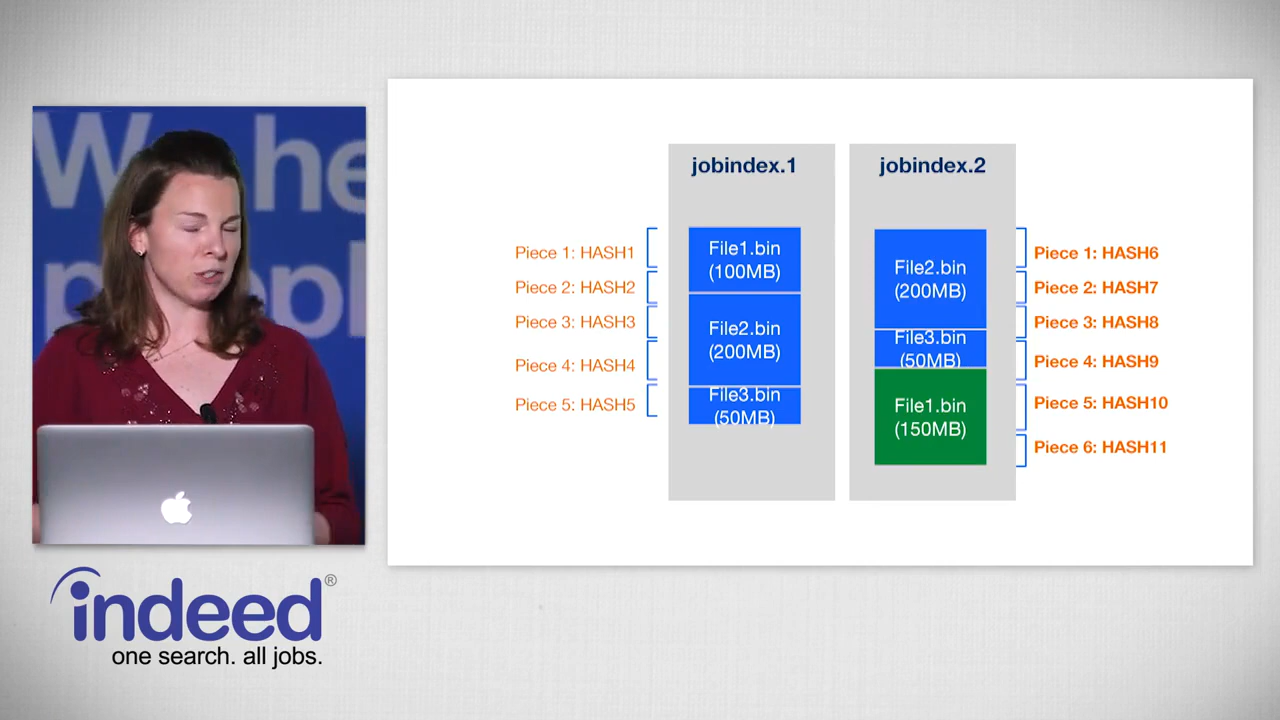 We he
peopl
jobindex.1
Piece 1: HASH1
Piece 2: HASH2
Piece 3: HASH3
Piece 4: HASH4
Piece 5: HASH5
File1.bin
(100MB)
File2.bin
(200MB)
File3.bin
(50MB)
jobindex.2
File2.bin
(200MB)
File3.bin
(50MB)
File1.bin
(150MB)
Piece 1: HASH6
Piece 2: HASH7
Piece 3: HASH8
Piece 4: HASH9
Piece 5: HASH10
Piece 6: HASH11
indeed®
one search. all jobs.